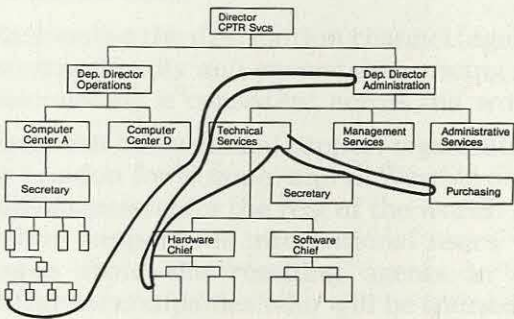 Director
CPTR Svcs
Dep. Director
Operations
Dep. Director
Administration
Computer
Center A
Computer
Center D
Technical
Services
Management
Services
Administrative
Services
Secretary
Secretary
Purchasing
Hardware
Chief
Software
Chief